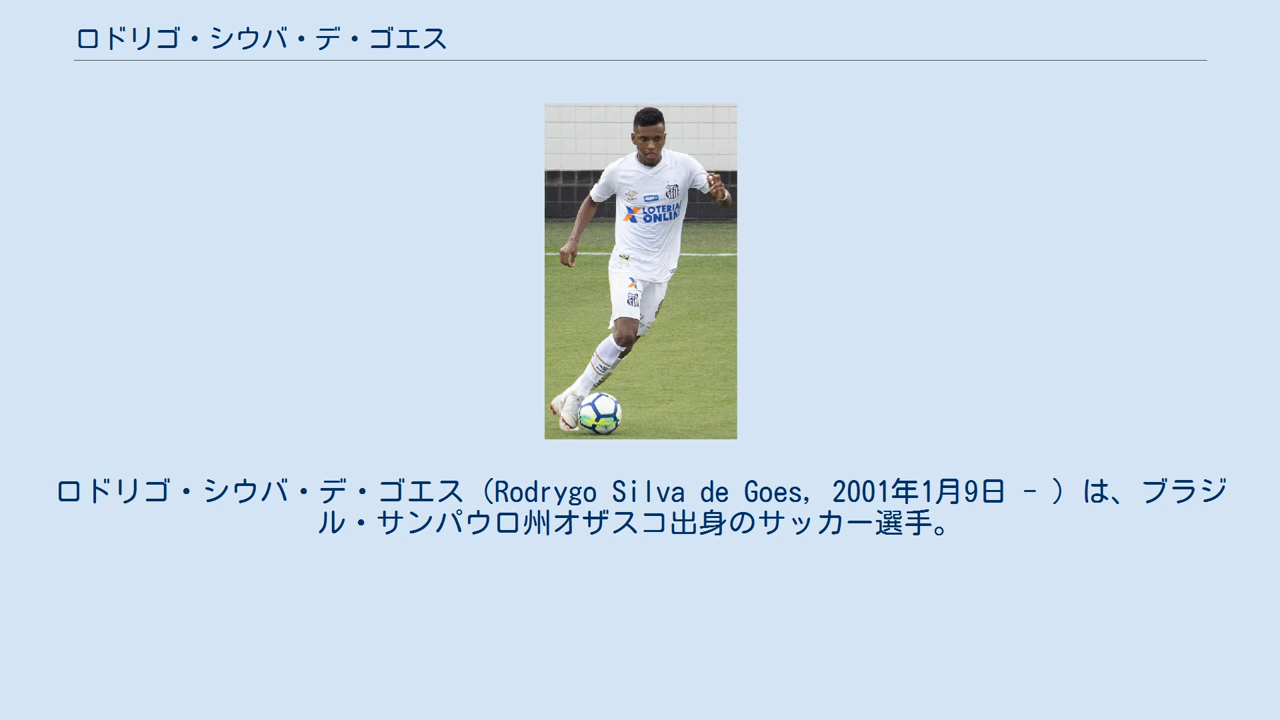 ロドリゴ・シウバ・デ・ゴエス
LOTERIA
ONLINE
ロドリゴ・シウバ・デ・ゴエス（Rodrygo Silva de Goes, 2001年1月9日 - ）は、ブラジ
ル・サンパウロ州オザスコ出身のサッカー選手。